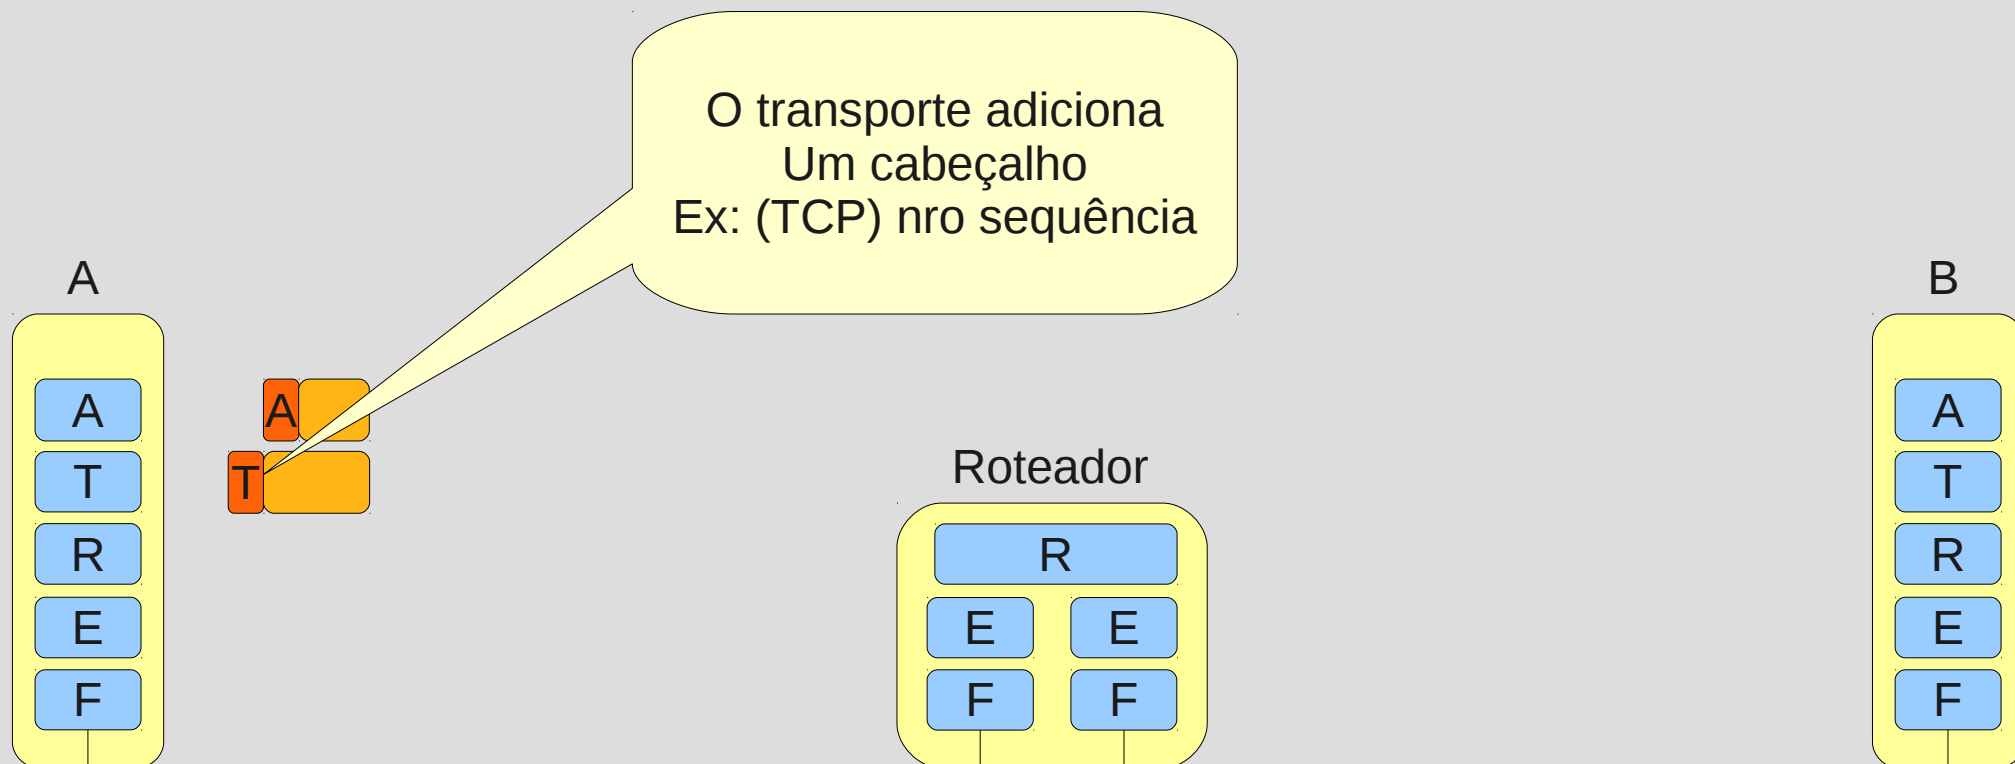 O transporte adiciona
Um cabeçalho
Ex: (TCP) nro sequência
A
B
A
A
A
T
T
T
Roteador
R
R
R
E
E
E
E
F
F
F
F